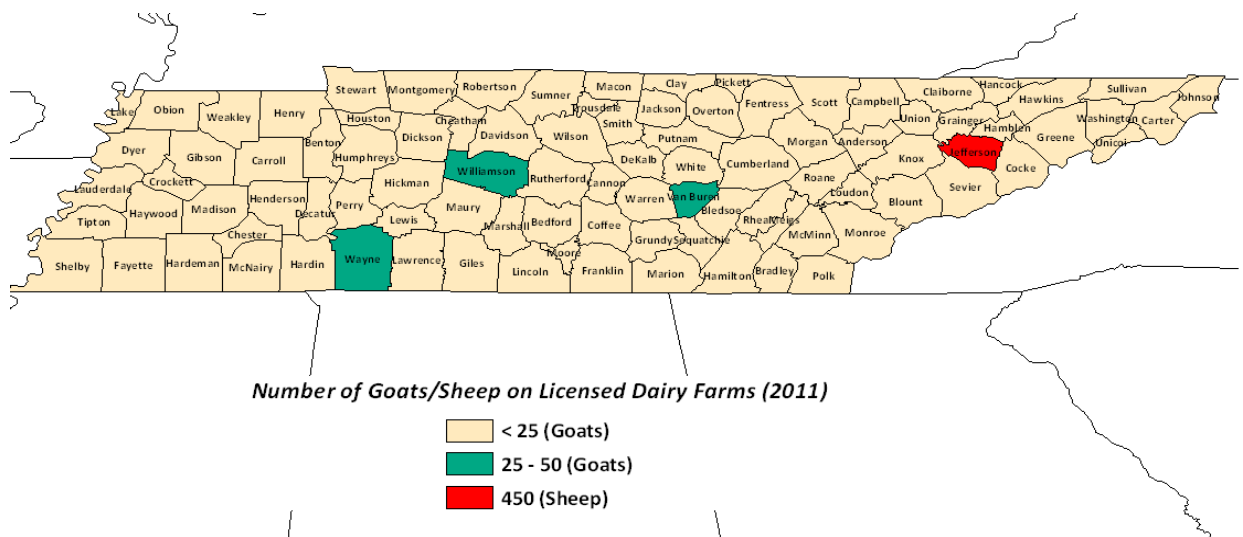 Pickett
Clay
Macon
Robertson
Stewart
Montgomery
Sumner
Trousdale
Jackson
Overton
Fentress
Scott
Campbell
Claiborne
Hancock
Hawkins
Sullivan
Johnson
Lake
Obion
Weakley
Henry
Houston
Cheatham
Smith
Union
Grainger
Hamblen
Washington
Carter
Dickson
Davidson
Wilson
Putnam
Morgan
Anderson
Greene
Unicoi
Dyer
Gibson
Carroll
Benton
Humphreys
Williamson
Rutherford
DeKalb
White
Cumberland
Knox
Jefferson
Cocke
Lauderdale
Crockett
Henderson
Hickman
Cannon
Warren
Van Buren
Roane
Loudon
Sevier
Tipton
Haywood
Madison
Decatur
Perry
Lewis
Maury
Marshall
Bedford
Coffee
Bledsoe
Rhea
Meigs
Blount
Chester
Grundy
Sequatchie
McMinn
Monroe
Shelby
Fayette
Hardeman
McNairy
Hardin
Wayne
Lawrence
Giles
Lincoln
Moore
Franklin
Marion
Hamilton
Bradley
Polk
Number of Goats/Sheep on Licensed Dairy Farms (2011)
< 25 (Goats)
25 - 50 (Goats)
450 (Sheep)